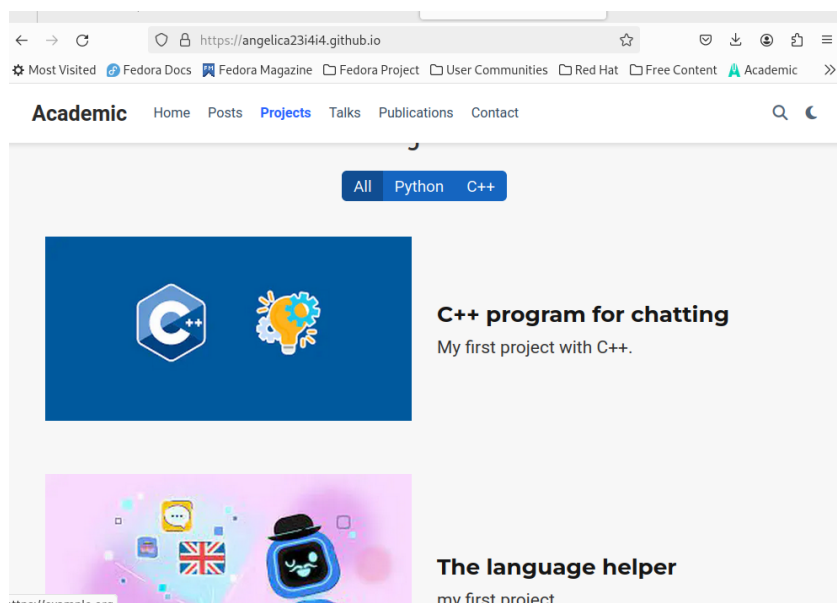 https://angelica23i4i4.github.io
Most Visited Fedora Docs Fedora Magazine Fedora Project User Communities Red Hat Free Content Academic
Academic Home Posts Projects Talks Publications Contact
All Python C++
C++
C++ program for chatting
My first project with C++.
The language helper
my first project